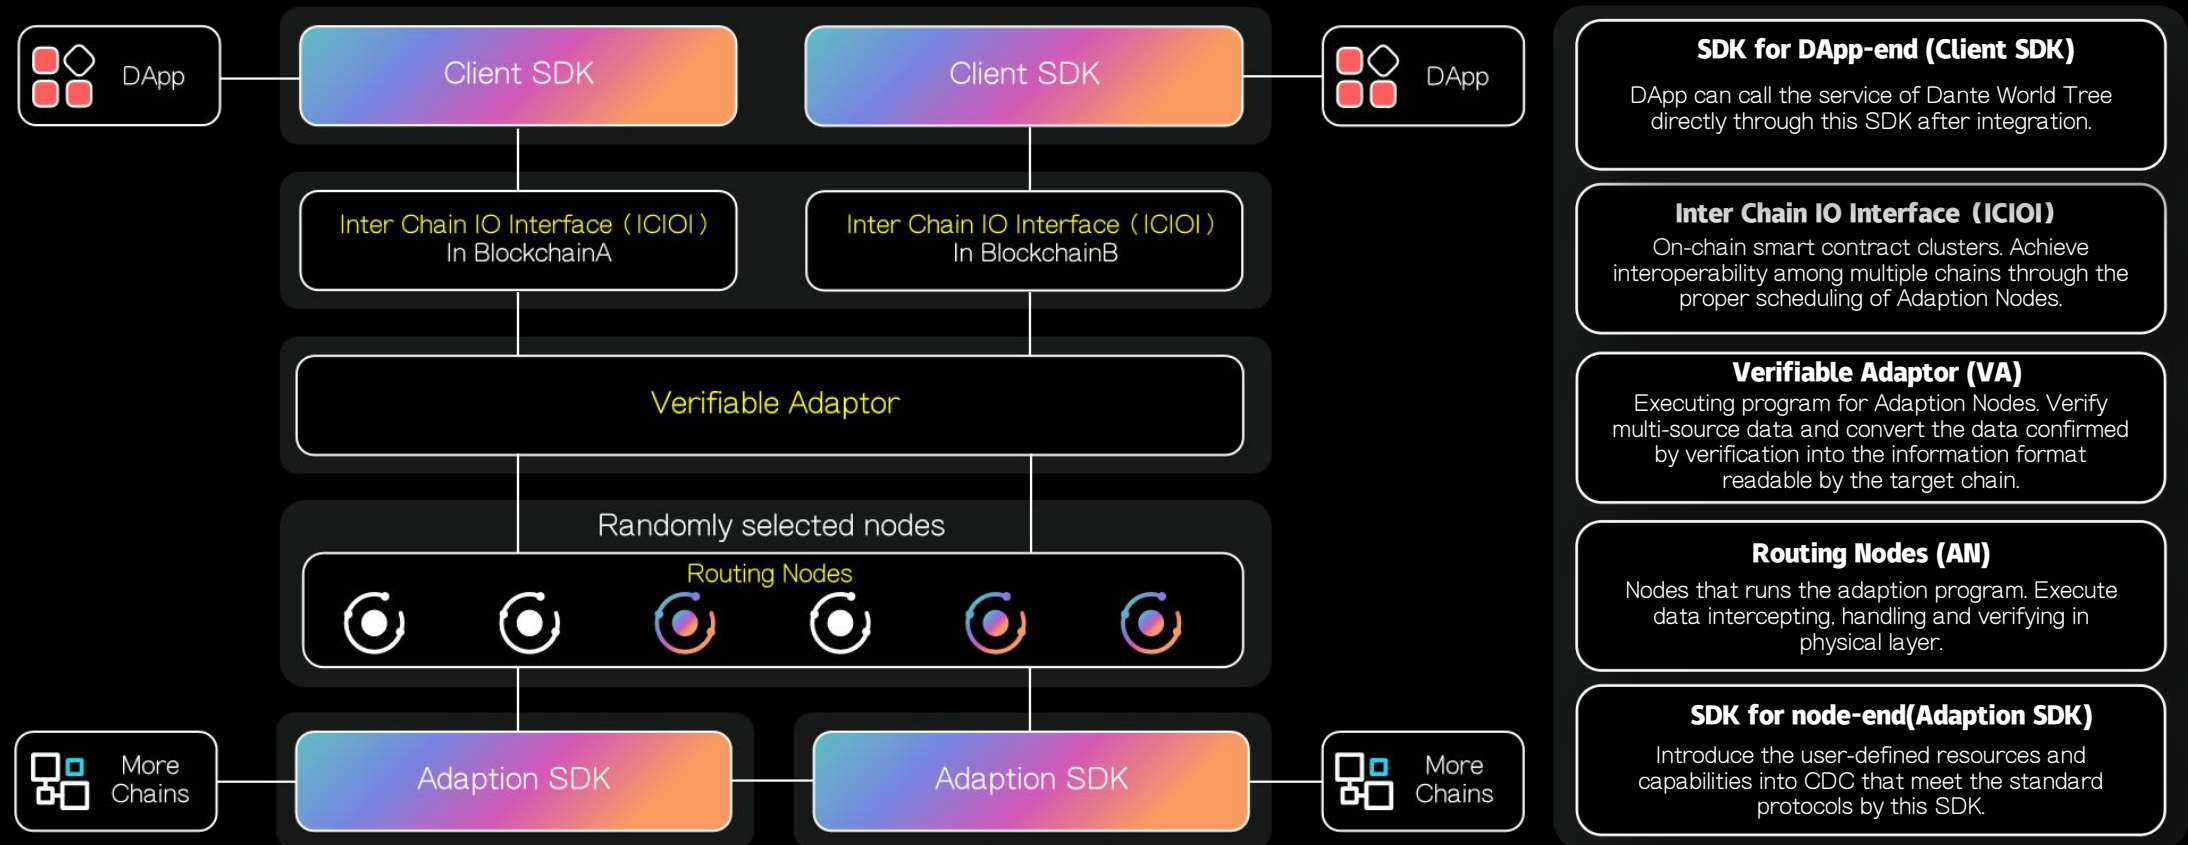 DApp
Client SDK
Client SDK
DApp
Inter Chain IO Interface (ICIOI)
In BlockchainA
Inter Chain IO Interface (ICIOI)
In BlockchainB
Verifiable Adaptor
Randomly selected nodes
Routing Nodes
More
Chains
Adaption SDK
Adaption SDK
More
Chains
SDK for DApp-end (Client SDK)
DApp can call the service of Dante World Tree
directly through this SDK after integration.
Inter Chain IO Interface (ICIOI)
On-chain smart contract clusters. Achieve
interoperability among multiple chains through the
proper scheduling of Adaption Nodes.
Verifiable Adaptor (VA)
Executing program for Adaption Nodes. Verify
multi-source data and convert the data confirmed
by verification into the information format
readable by the target chain.
Routing Nodes (AN)
Nodes that runs the adaption program. Execute
data intercepting, handling and verifying in
physical layer.
SDK for node-end(Adaption SDK)
Introduce the user-defined resources and
capabilities into CDC that meet the standard
protocols by this SDK.